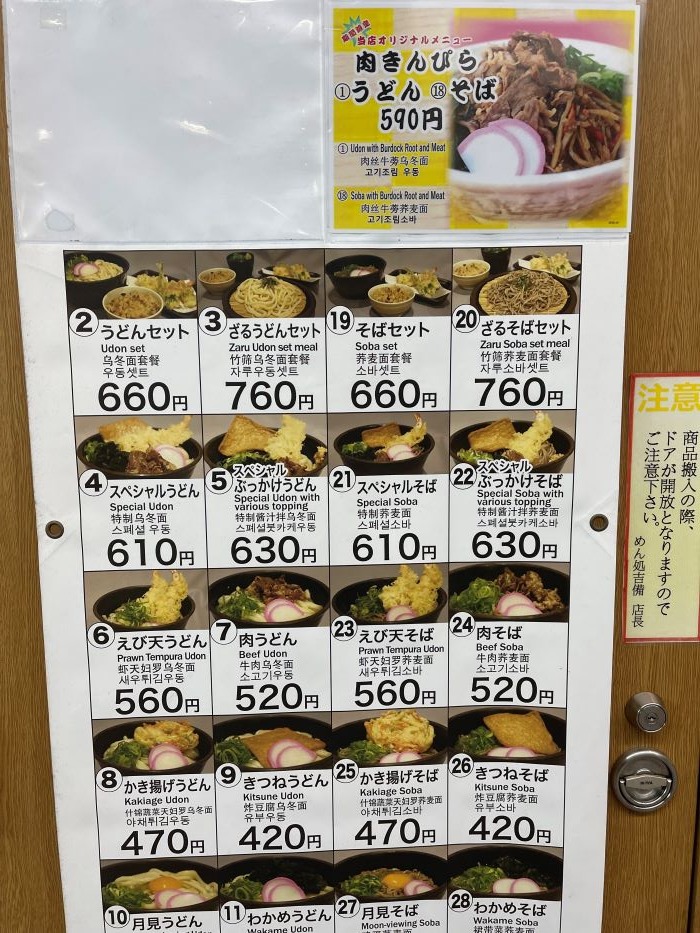 期間限定
当店オリジナルメニュー
肉きんぴら
①うどん ⑱そば
590円
① Udon with Burdock Root and Meat
肉丝牛蒡乌冬面
고기조림 우동
⑱ Soba with Burdock Root and Meat
肉丝牛蒡荞麦面
고기조림소바
② うどんセット
Udon set
乌冬面套餐
우동셋트
660円
③ ざるうどんセット
Zaru Udon set meal
竹筛乌冬面套餐
자루우동셋트
760円
⑲ そばセット
Soba set
荞麦面套餐
소바셋트
660円
⑳ ざるそばセット
Zaru Soba set meal
竹筛荞麦面套餐
자루소바셋트
760円
④ スペシャルうどん
Special Udon
特制乌冬面
스페셜우동
610円
⑤ スペシャル
ぶっかけうどん
Special Udon with
various topping
特制酱汁拌乌冬面
스페셜붓카케우동
630円
㉑ スペシャルそば
Special Soba
特制荞麦面
스페셜소바
610円
㉒ スペシャル
ぶっかけそば
Special Soba with
various topping
特制酱汁拌荞麦面
스페셜붓카케소바
630円
⑥ えび天うどん
Prawn Tempura Udon
虾天妇罗乌冬面
새우튀김우동
560円
⑦ 肉うどん
Beef Udon
牛肉乌冬面
소고기우동
520円
㉓ えび天そば
Prawn Tempura Soba
虾天妇罗荞麦面
새우튀김소바
560円
㉔ 肉そば
Beef Soba
牛肉荞麦面
소고기소바
520円
⑧ かき揚げうどん
Kakiage Udon
什锦蔬菜天妇罗乌冬面
야채튀김우동
470円
⑨ きつねうどん
Kitsune Udon
炸豆腐乌冬面
유부우동
420円
㉕ かき揚げそば
Kakiage Soba
什锦蔬菜天妇罗荞麦面
야채튀김소바
470円
㉖ きつねそば
Kitsune Soba
炸豆腐荞麦面
유부소바
420円
⑩ 月見うどん
⑪ わかめうどん
Wakame Udon
㉗ 月見そば
Moon-viewing Soba
㉘ わかめそば
Wakame Soba
裙带菜荞麦面
注意
商品搬入の際、
ドアが開放となりますので
ご注意下さい。
めん処吉備 店長